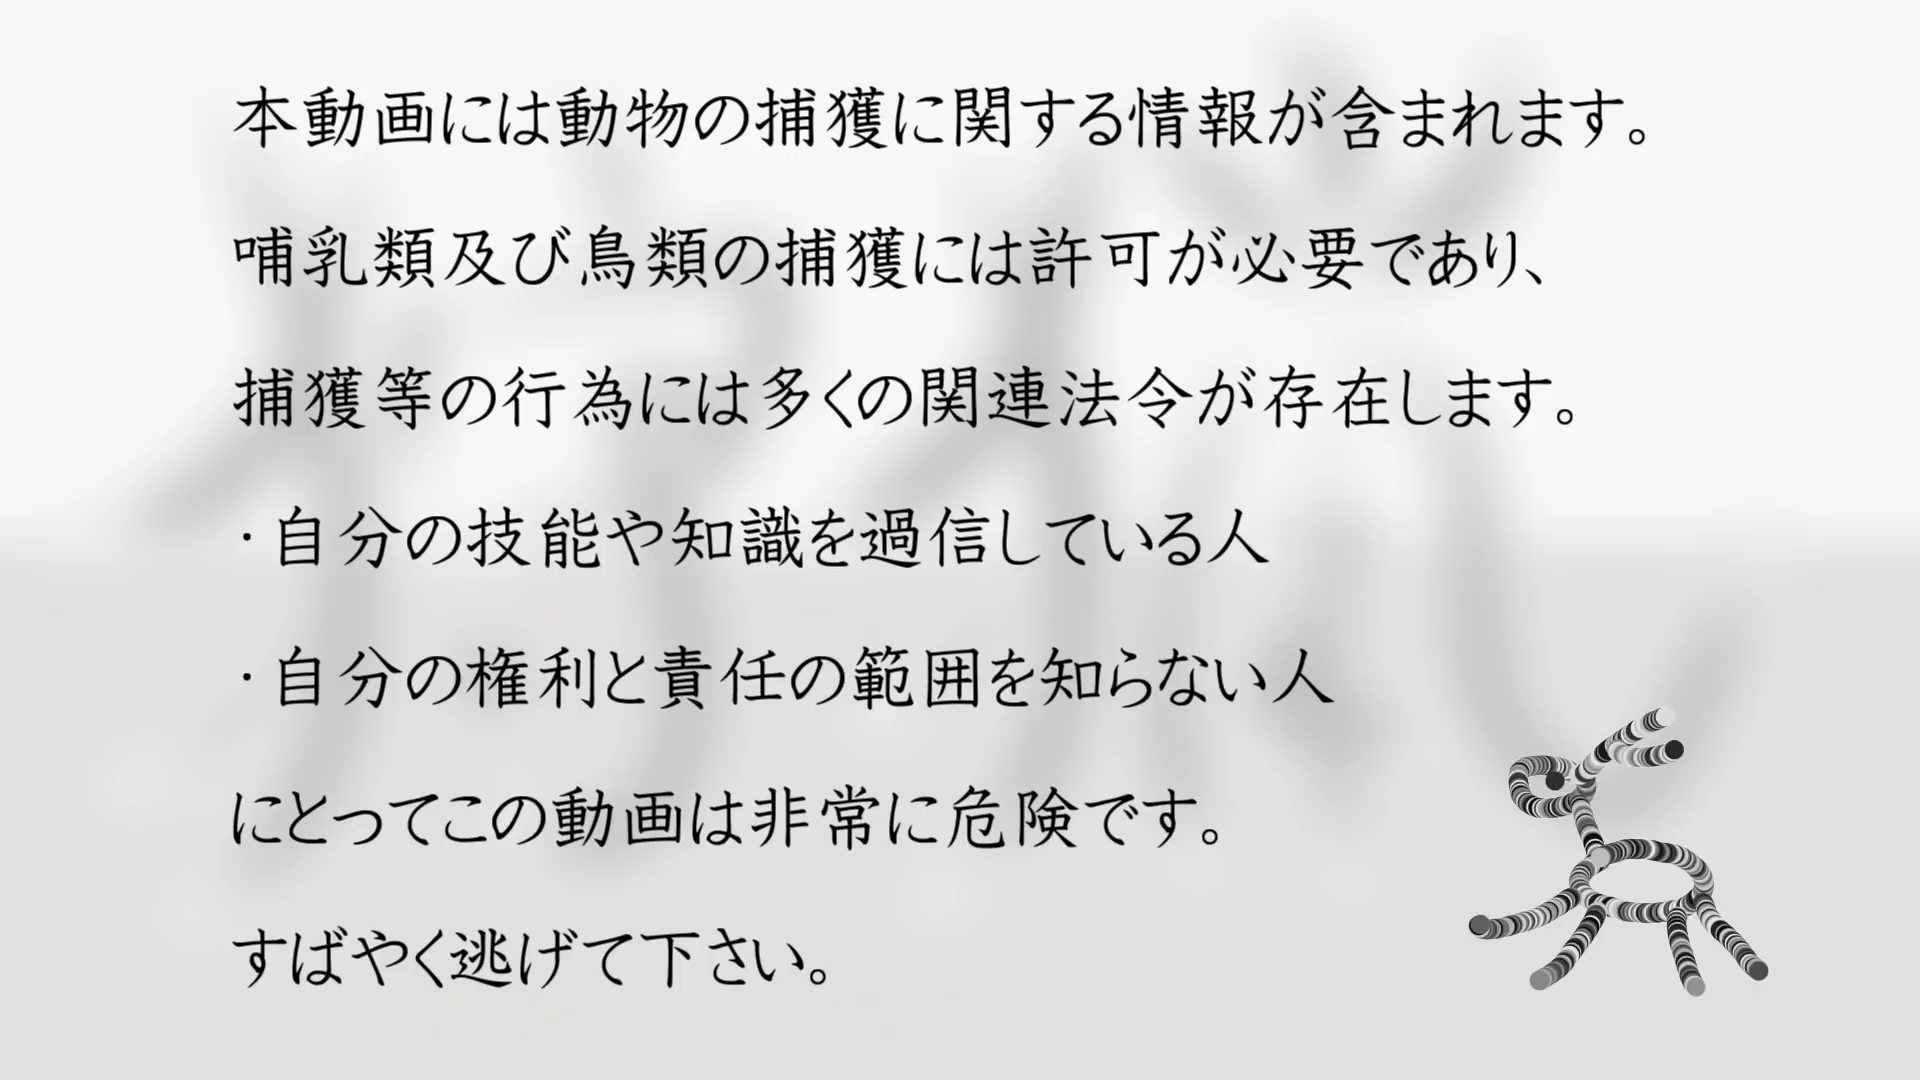 本動画には動物の捕獲に関する情報が含まれます。
哺乳類及び鳥類の捕獲には許可が必要であり、
捕獲等の行為には多くの関連法令が存在します。
・自分の技能や知識を過信している人
・自分の権利と責任の範囲を知らない人
にとってこの動画は非常に危険です。
すばやく逃げて下さい。